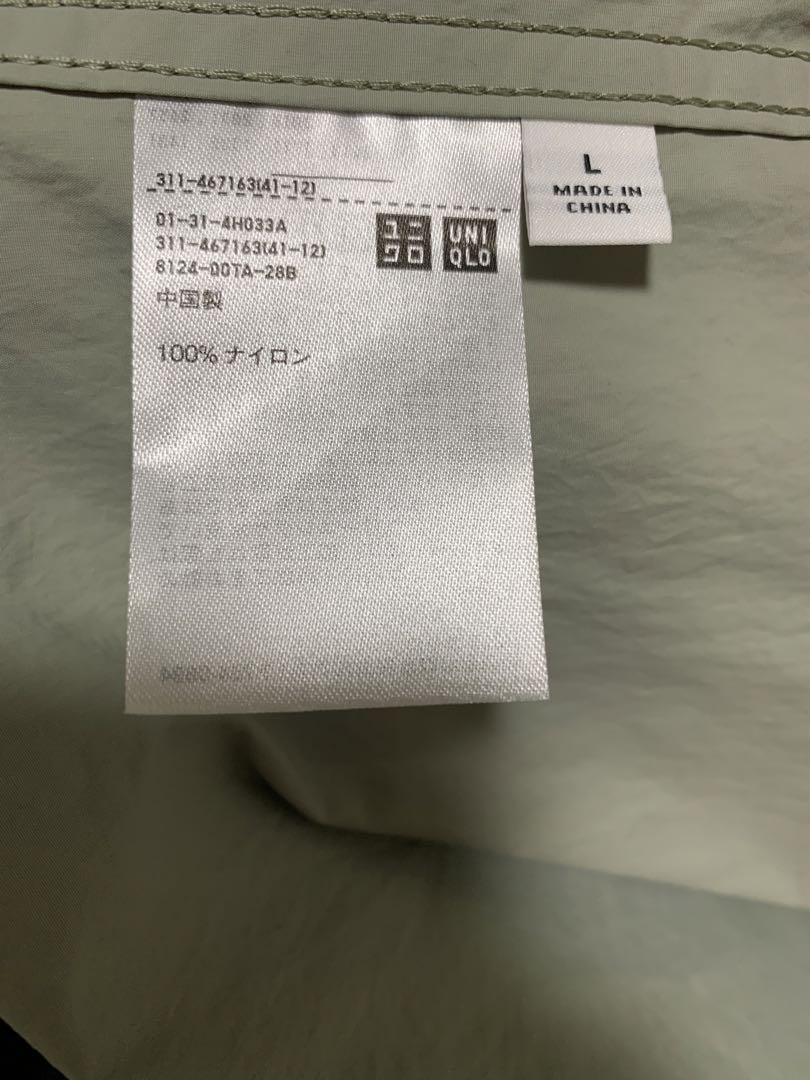 311-467163(41-12)
01-31-4H033A
311-467163(41-12)
8124-00TA-28B
中国製
100% ナイロン
ユニ
クロ
UNI
QLO
L
MADE IN
CHINA